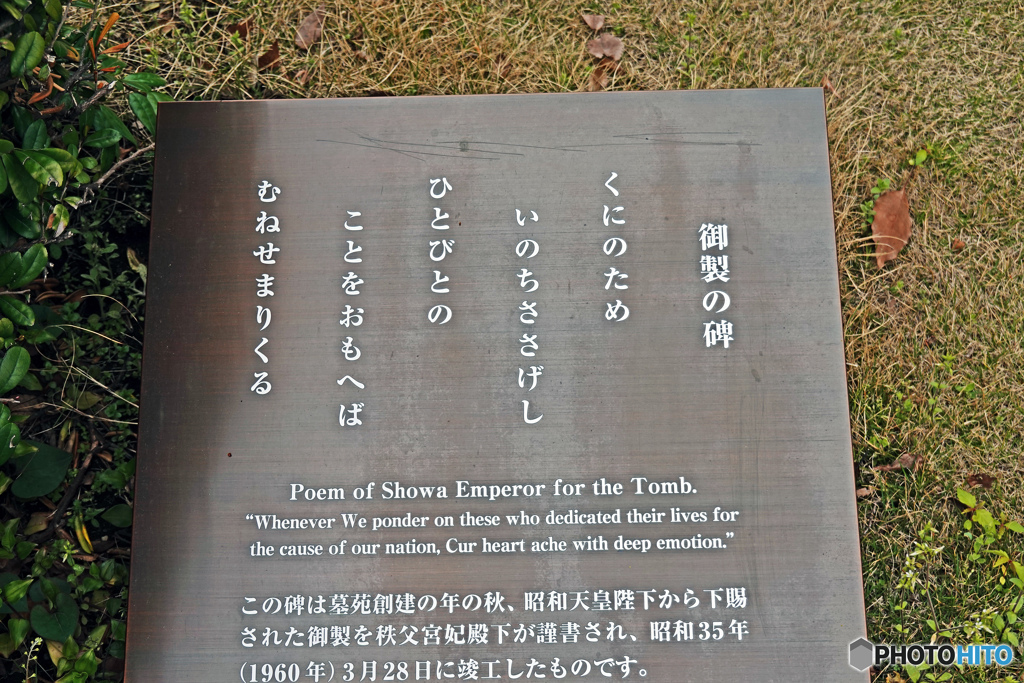 御製の碑
くにのため
いのちささげし
ひとびとの
ことをおもへば
むねせまりくる
Poem of Showa Emperor for the Tomb.
“Whenever We ponder on these who dedicated their lives for
the cause of our nation, Cur heart ache with deep emotion.”
この碑は墓苑創建の年の秋、昭和天皇陛下から下賜
された御製を秩父宮妃殿下が謹書され、昭和35年
(1960年)3月28日に竣工したものです。
PHOTOHITO